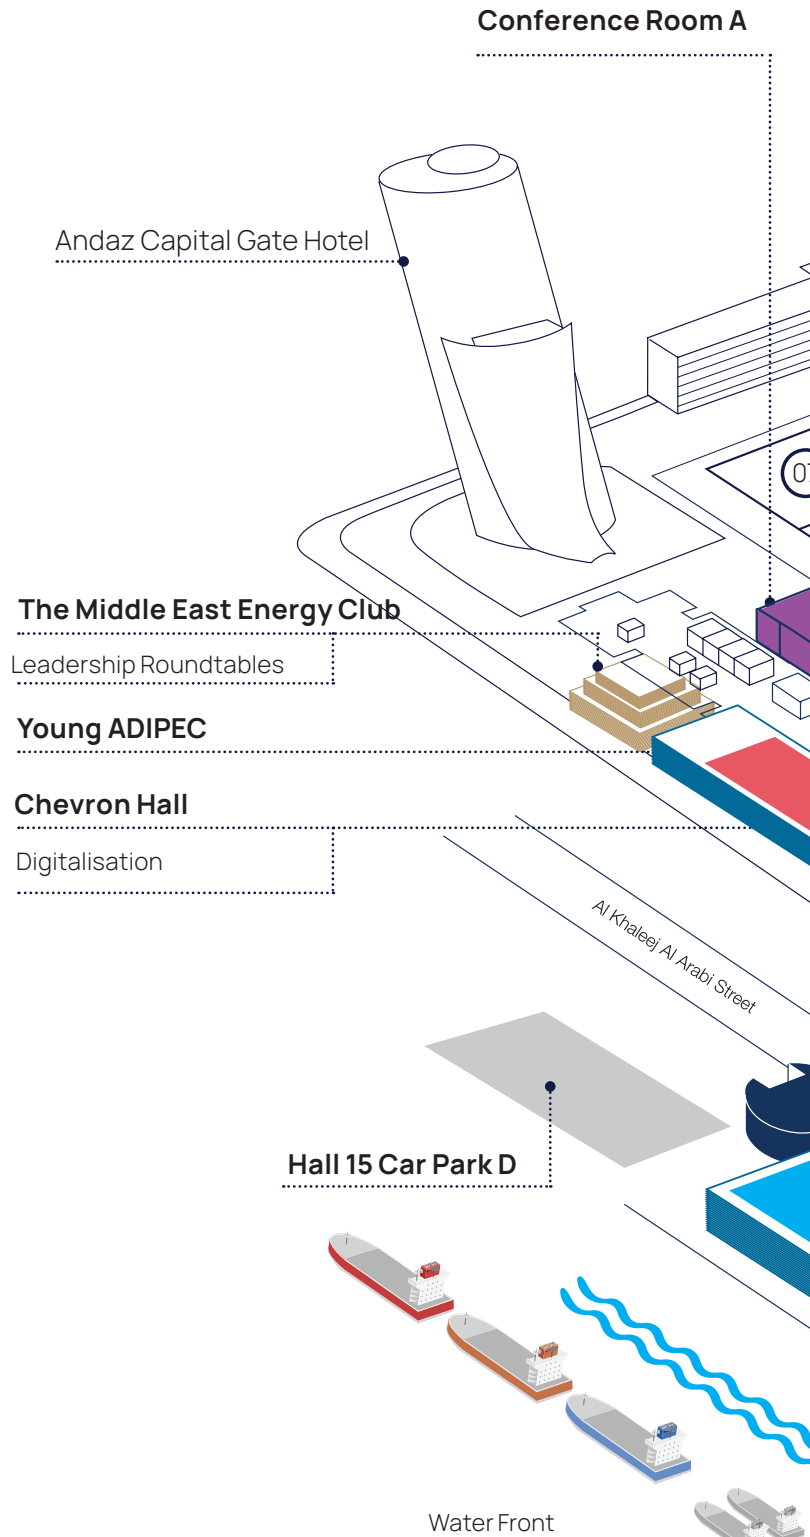 Conference Room A
Andaz Capital Gate Hotel
The Middle East Energy Club
Leadership Roundtables
Young ADIPEC
Chevron Hall
Digitalisation
Al Khaleej Al Arabi Street
Hall 15 Car Park D
Water Front